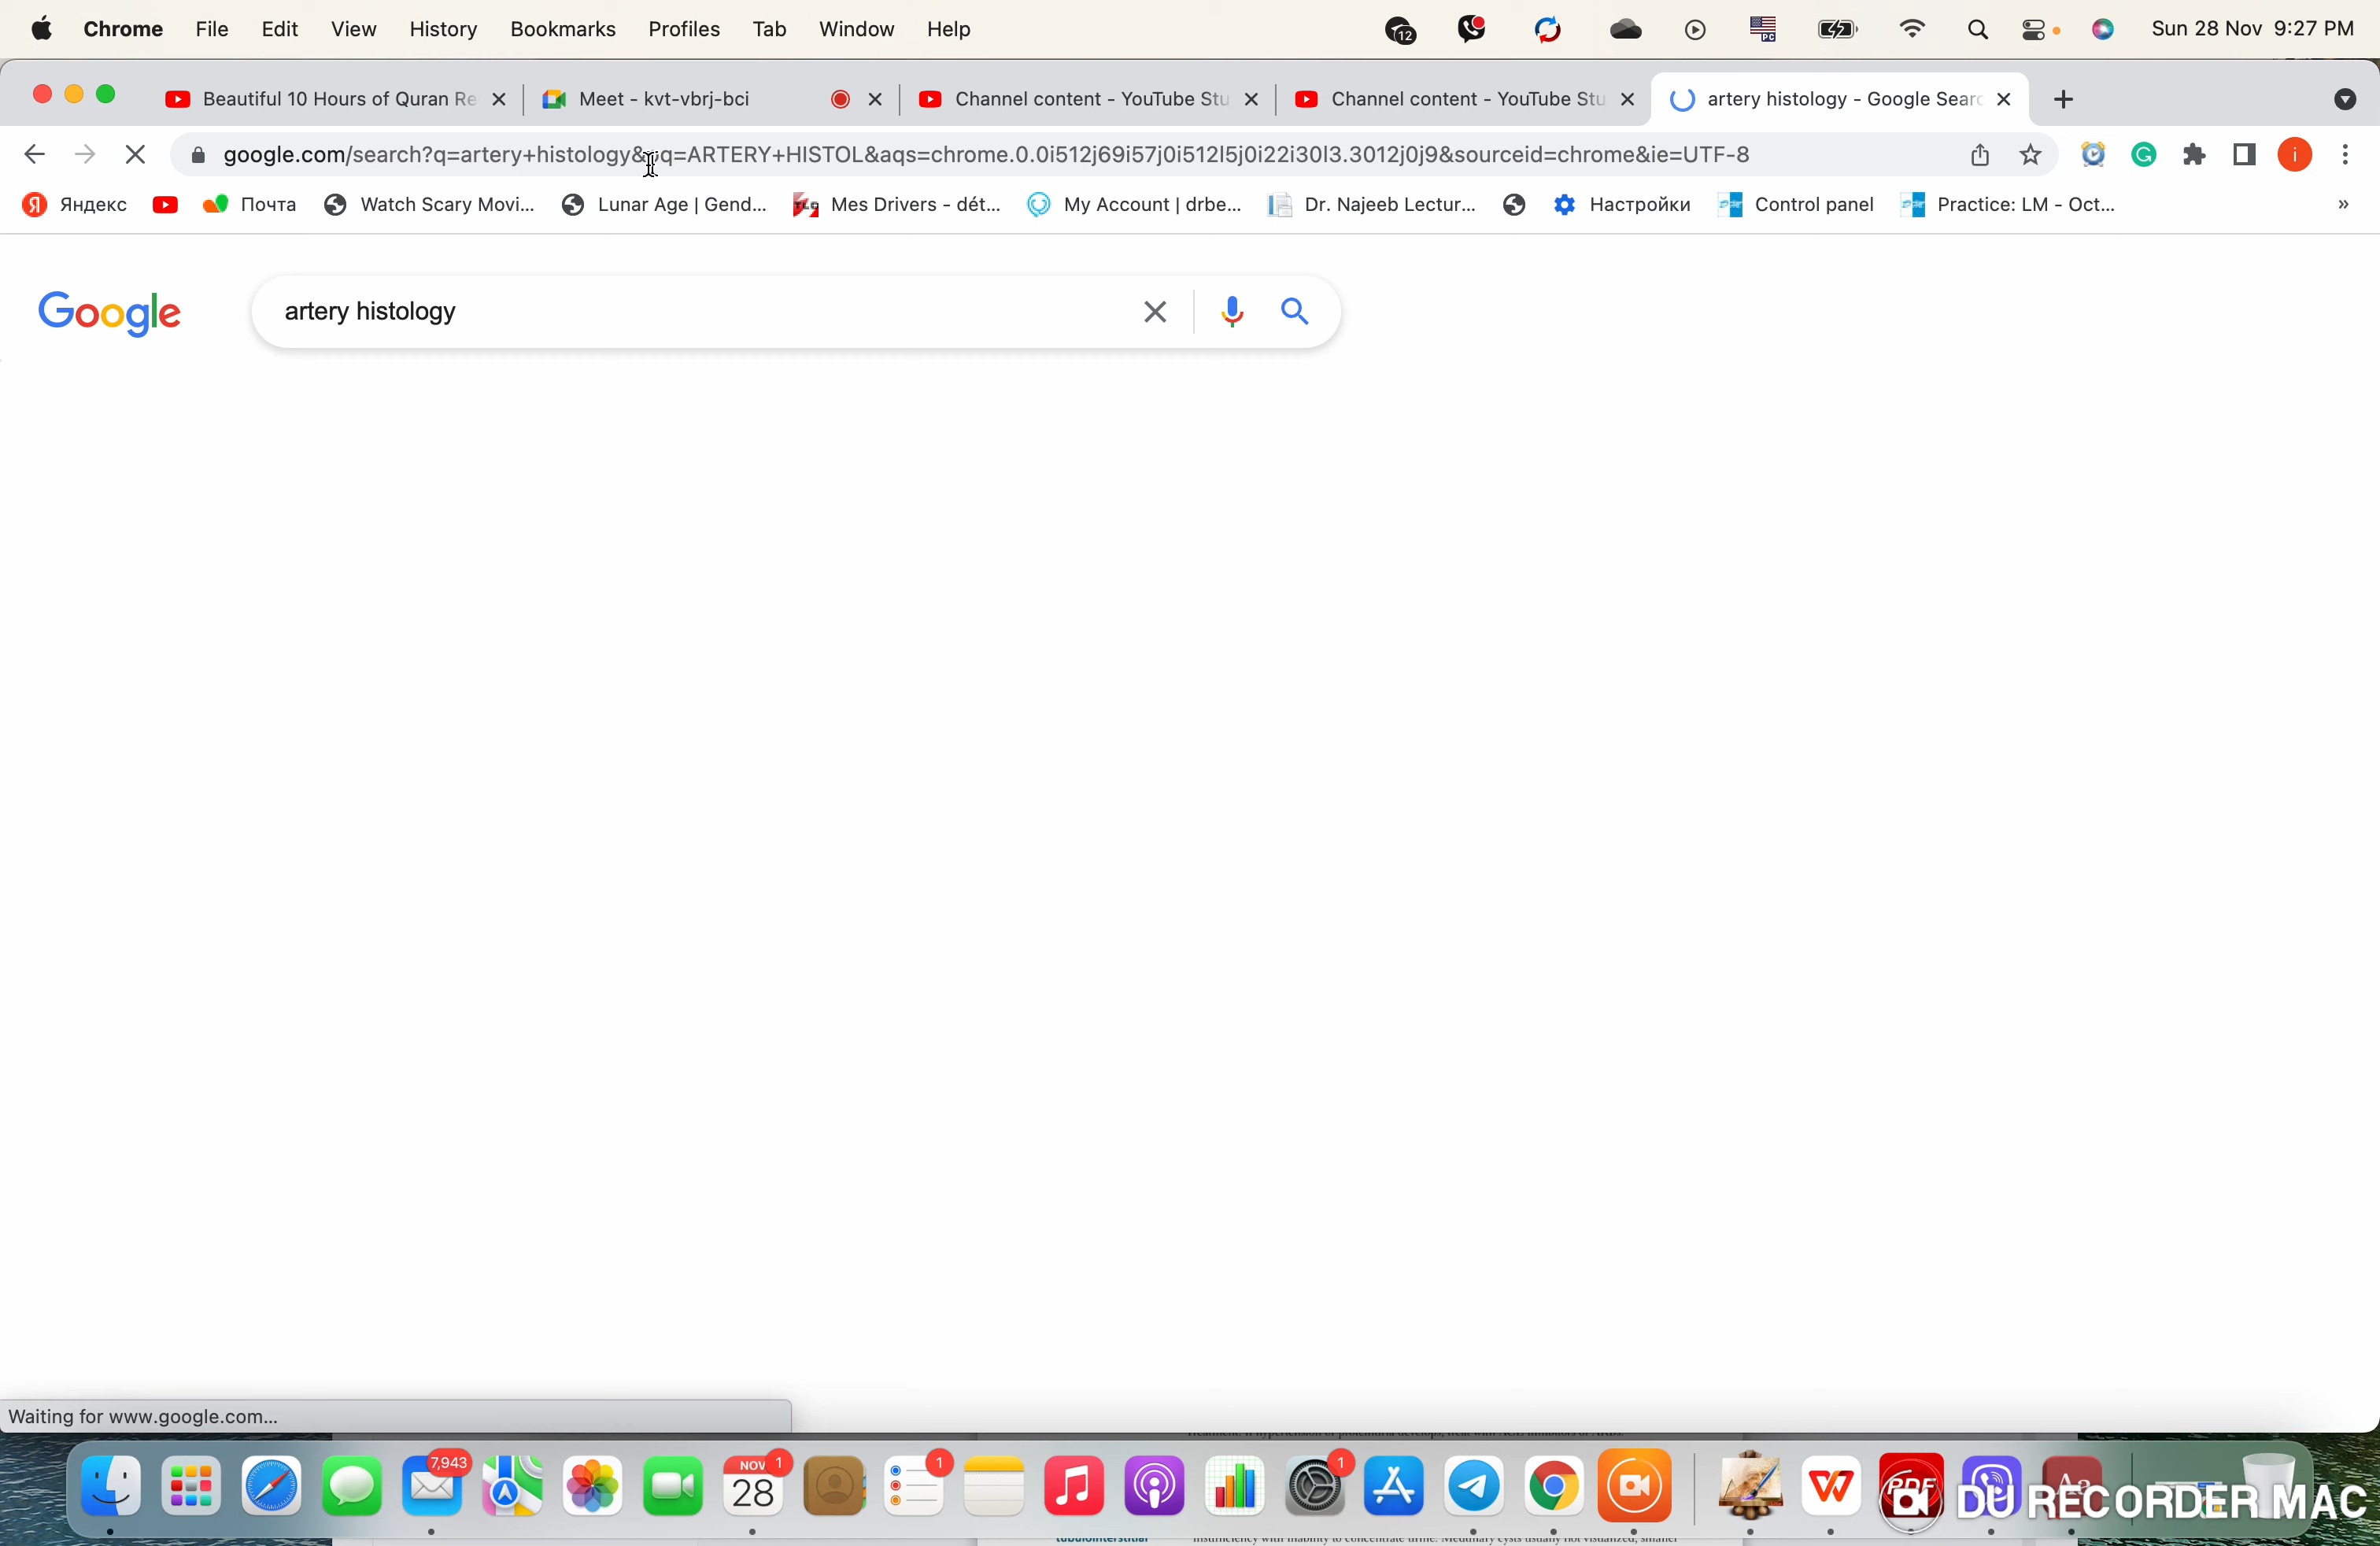 Chrome File Edit View History Bookmarks Profiles Tab Window Help 12 PC Sun 28 Nov 9:27 PM
Beautiful 10 Hours of Quran Re Meet - kvt-vbrj-bci Channel content - YouTube Stu Channel content - YouTube Stu artery histology - Google Searc
google.com/search?q=artery+histology& q=ARTERY+HISTOL&aqs=chrome.0.0i512j69i57j0i512l5j0i22i30l3.3012j0j9&sourceid=chrome&ie=UTF-8 i
Я Яндекс Почта Watch Scary Movi... Lunar Age | Gend... Mes Drivers - dét... My Account | drbe... Dr. Najeeb Lectur... Настройки Control panel Practice: LM - Oct... »
Google artery histology
Waiting for www.google.com...
7,943 NOV 28 1 1 1 PDF Aa
DU RECORDER MAC